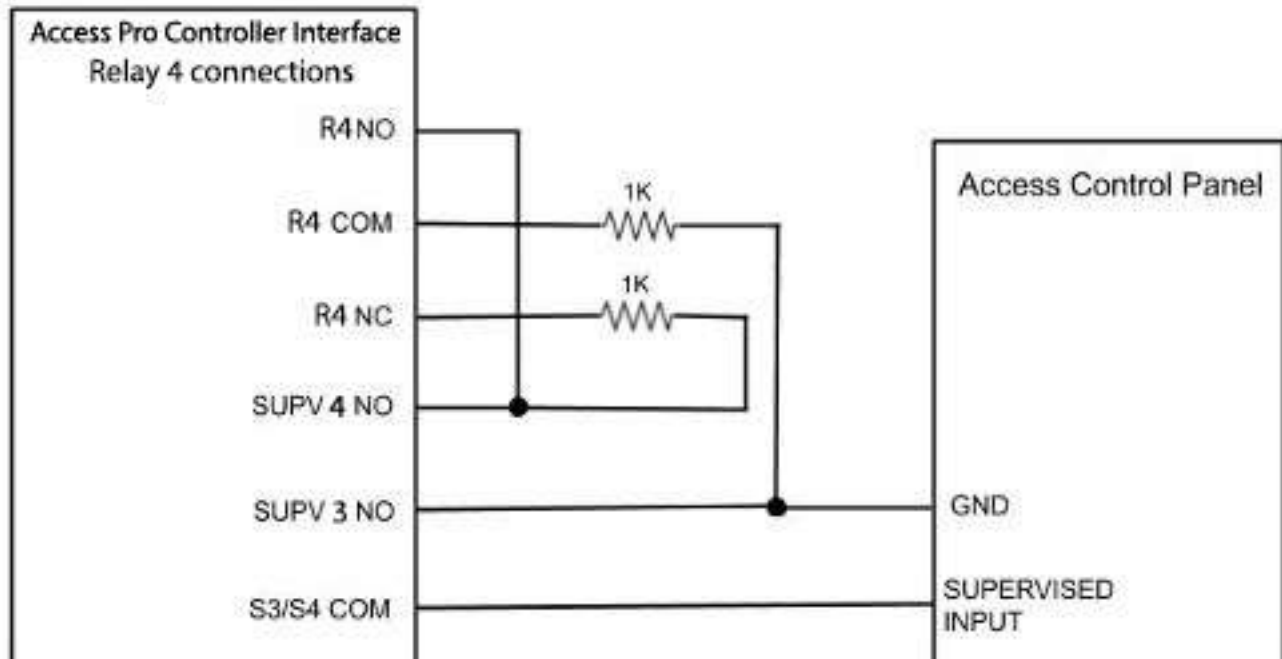 Access Pro Controller Interface
Relay 4 connections
R4 NO
R4 COM
R4 NC
SUPV 4 NO
SUPV 3 NO
S3/S4 COM
1K
1K
Access Control Panel
GND
SUPERVISED
INPUT